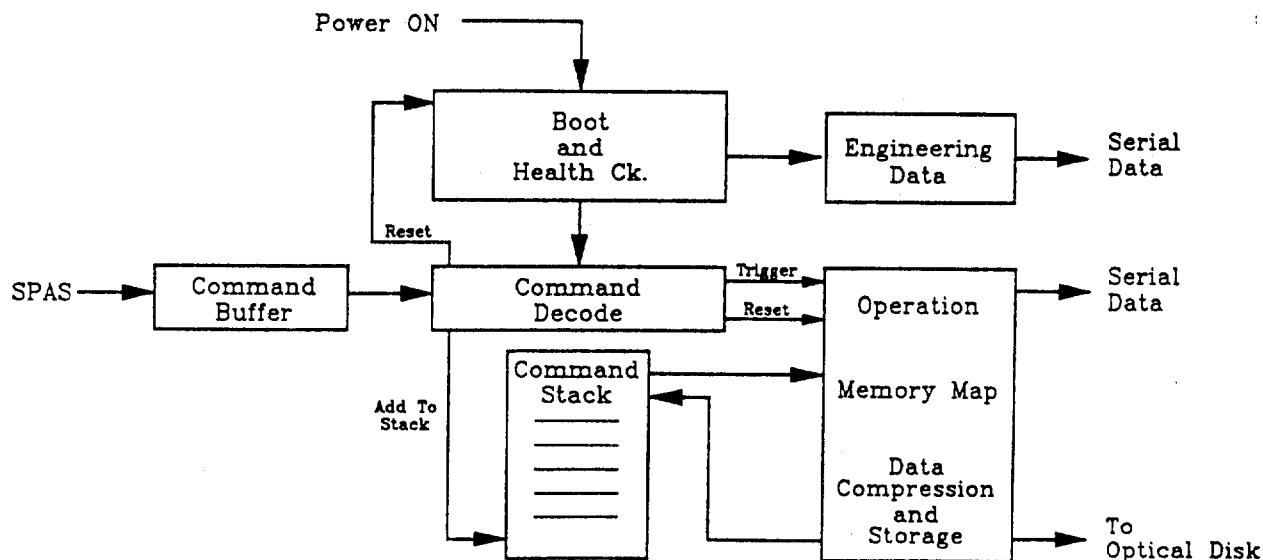 Power ON
Boot
and
Health Ck.
Engineering
Data
Serial
Data
Reset
SPAS
Command
Buffer
Command
Decode
Trigger
Reset
Operation
Memory Map
Data
Compression
and
Storage
Serial
Data
Command
Stack
Add To
Stack
To
Optical Disk